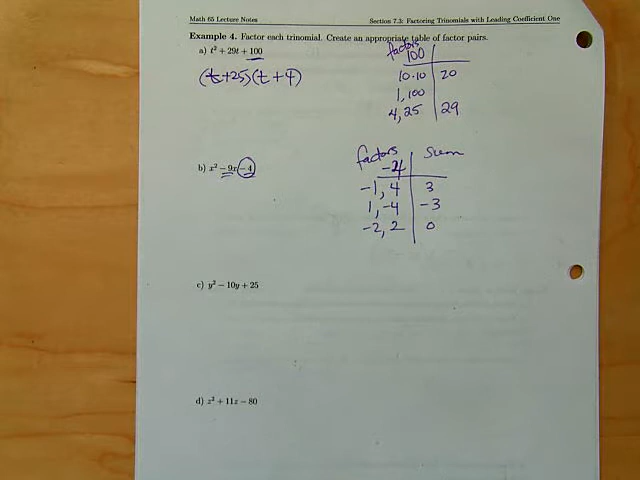 Math 65 Lecture Notes Section 7.3: Factoring Trinomials with Leading Coefficient One
Example 4. Factor each trinomial. Create an appropriate table of factor pairs.
a) t² + 29t + 100
(t+25)(t+4)
factors
100
10·10 20
1, 100
4, 25 29
b) x² − 9x − 4
factors Sum
-4
-1, 4 3
1, -4 -3
-2, 2 0
c) y² − 10y + 25
d) z² + 11z − 80